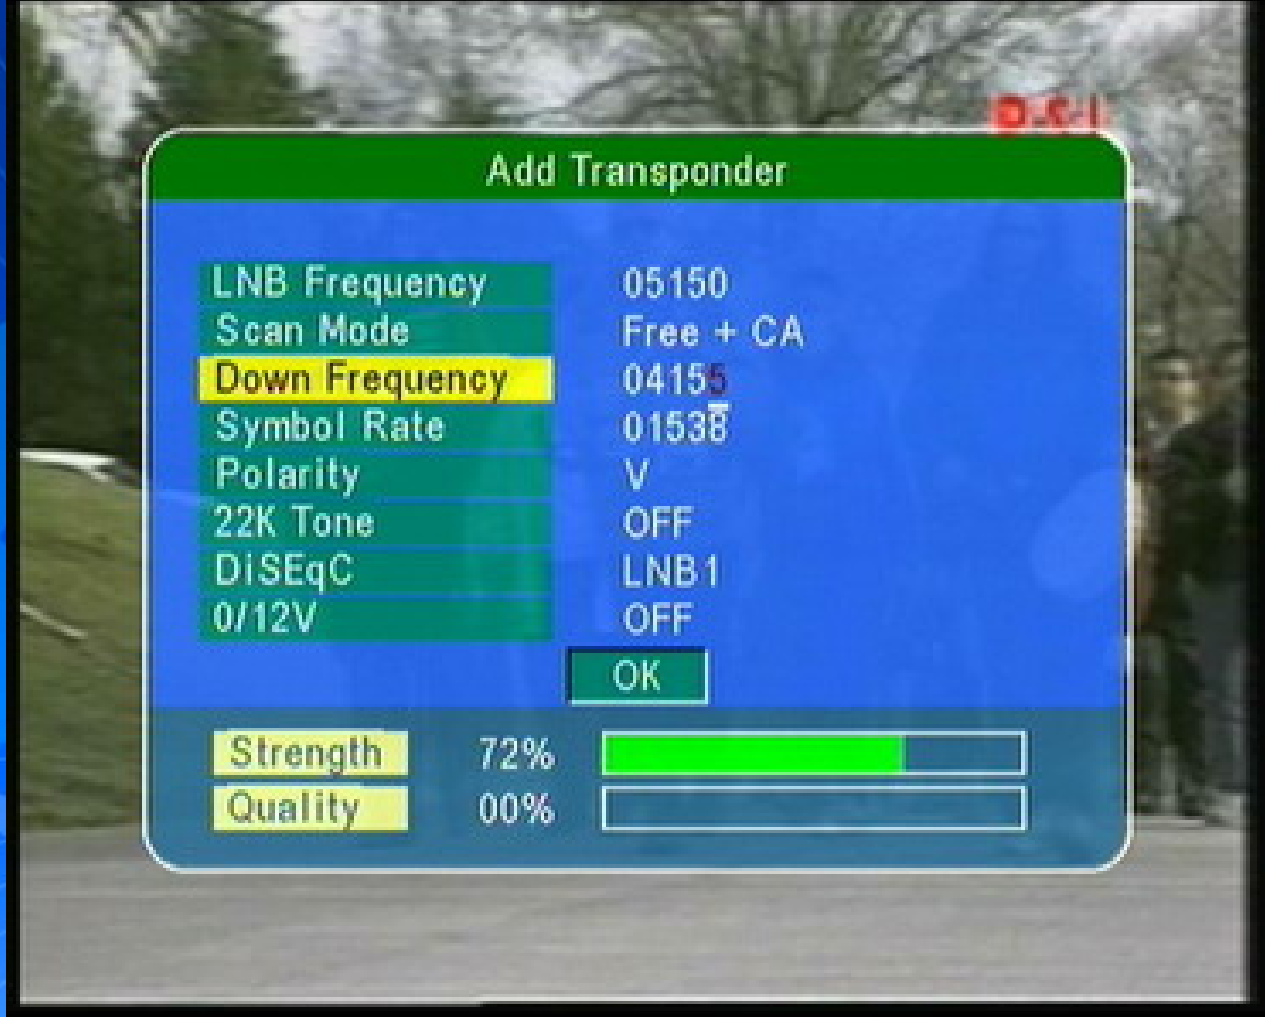 Add Transponder
LNB Frequency 05150
Scan Mode Free + CA
Down Frequency 04155
Symbol Rate 01538
Polarity V
22K Tone OFF
DiSEqC LNB1
0/12V OFF
OK
Strength 72%
Quality 00%